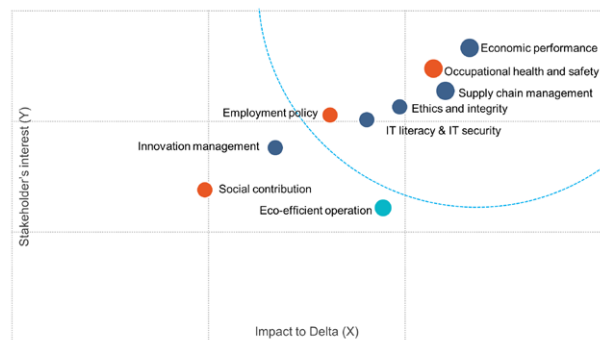 Economic performance
Occupational health and safety
Supply chain management
Ethics and integrity
Employment policy
IT literacy & IT security
Innovation management
Social contribution
Eco-efficient operation
Stakeholder's interest (Y)
Impact to Delta (X)